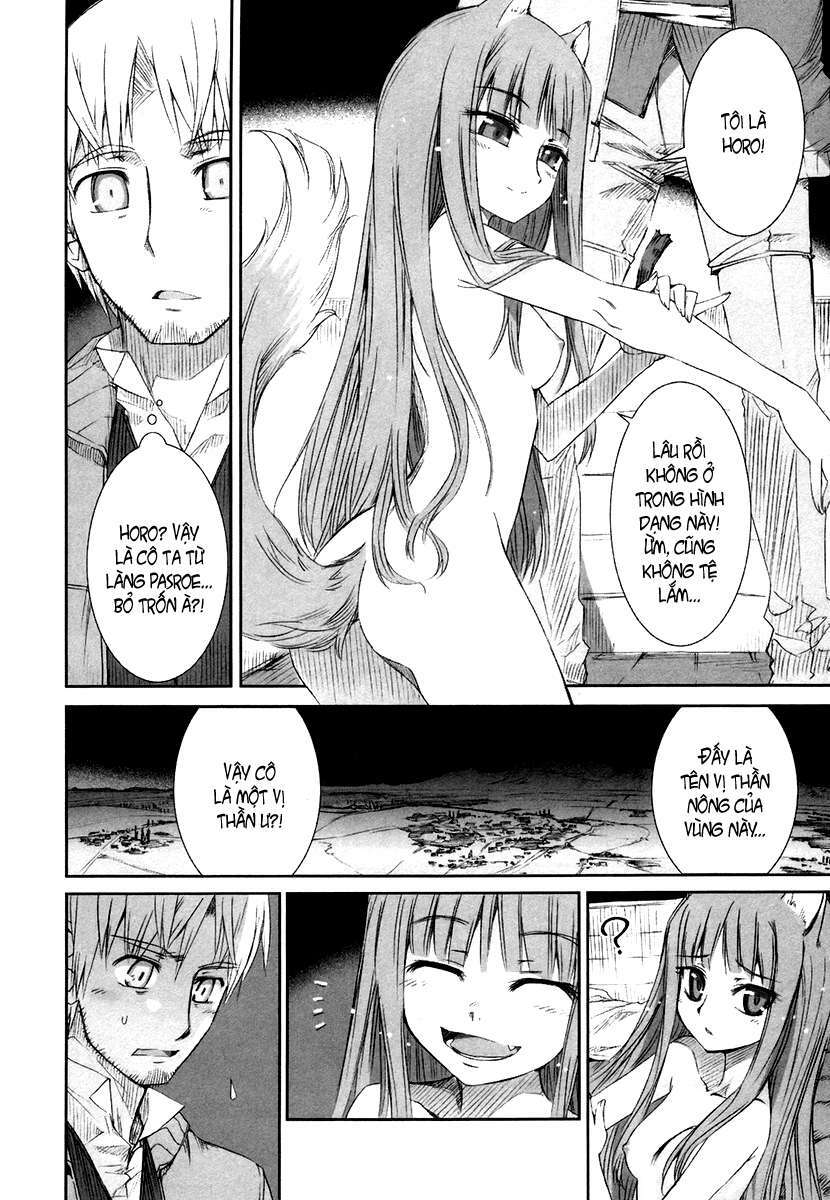 TÔI LÀ
HORO!
LÂU RỒI
KHÔNG Ở
TRONG HÌNH
DẠNG NÀY!
ỪM, CŨNG
KHÔNG TỆ
LẮM...
HORO? VẬY
LÀ CÔ TA TỪ
LÀNG PASROE...
BỎ TRỐN À?!
ĐẤY LÀ
TÊN VỊ THẦN
NÔNG CỦA
VÙNG NÀY...
VẬY CÔ
LÀ MỘT VỊ
THẦN Ư?!
?